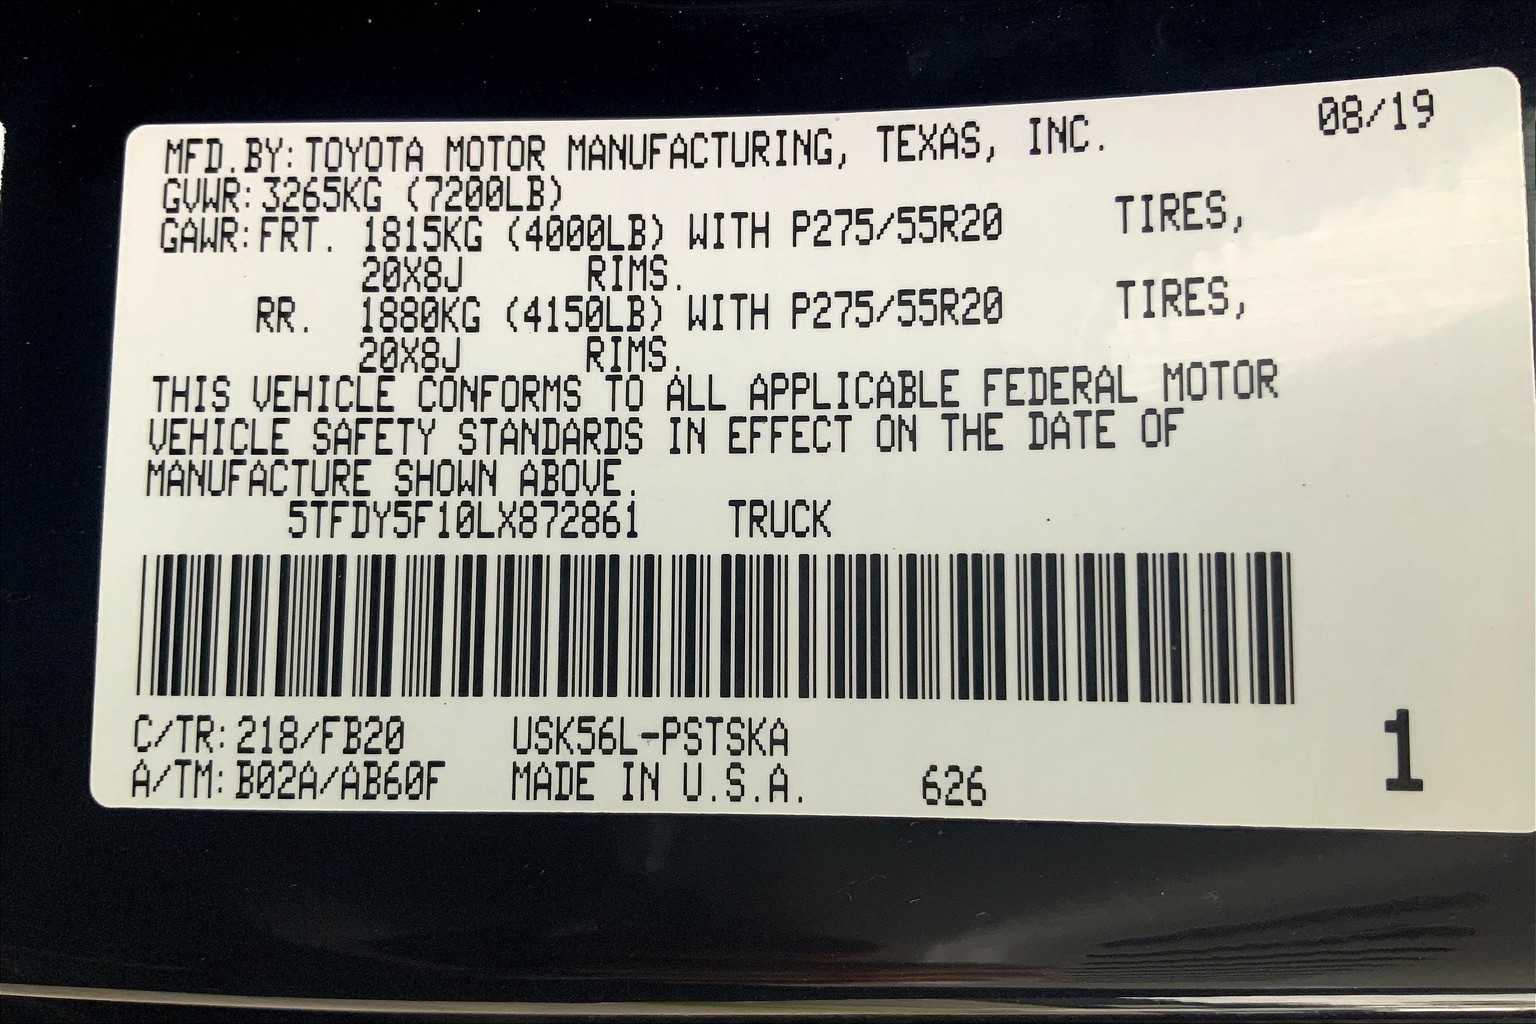 08/19
MFD.BY:TOYOTA MOTOR MANUFACTURING, TEXAS, INC.
GVWR:3265KG (7200LB)
GAWR:FRT. 1815KG (4000LB) WITH P275/55R20 TIRES,
20X8J RIMS.
RR. 1880KG (4150LB) WITH P275/55R20 TIRES,
20X8J RIMS.
THIS VEHICLE CONFORMS TO ALL APPLICABLE FEDERAL MOTOR
VEHICLE SAFETY STANDARDS IN EFFECT ON THE DATE OF
MANUFACTURE SHOWN ABOVE.
5TFDY5F10LX872861 TRUCK
C/TR:218/FB20 USK56L-PSTSKA
A/TM:B02A/AB60F MADE IN U.S.A. 626
1